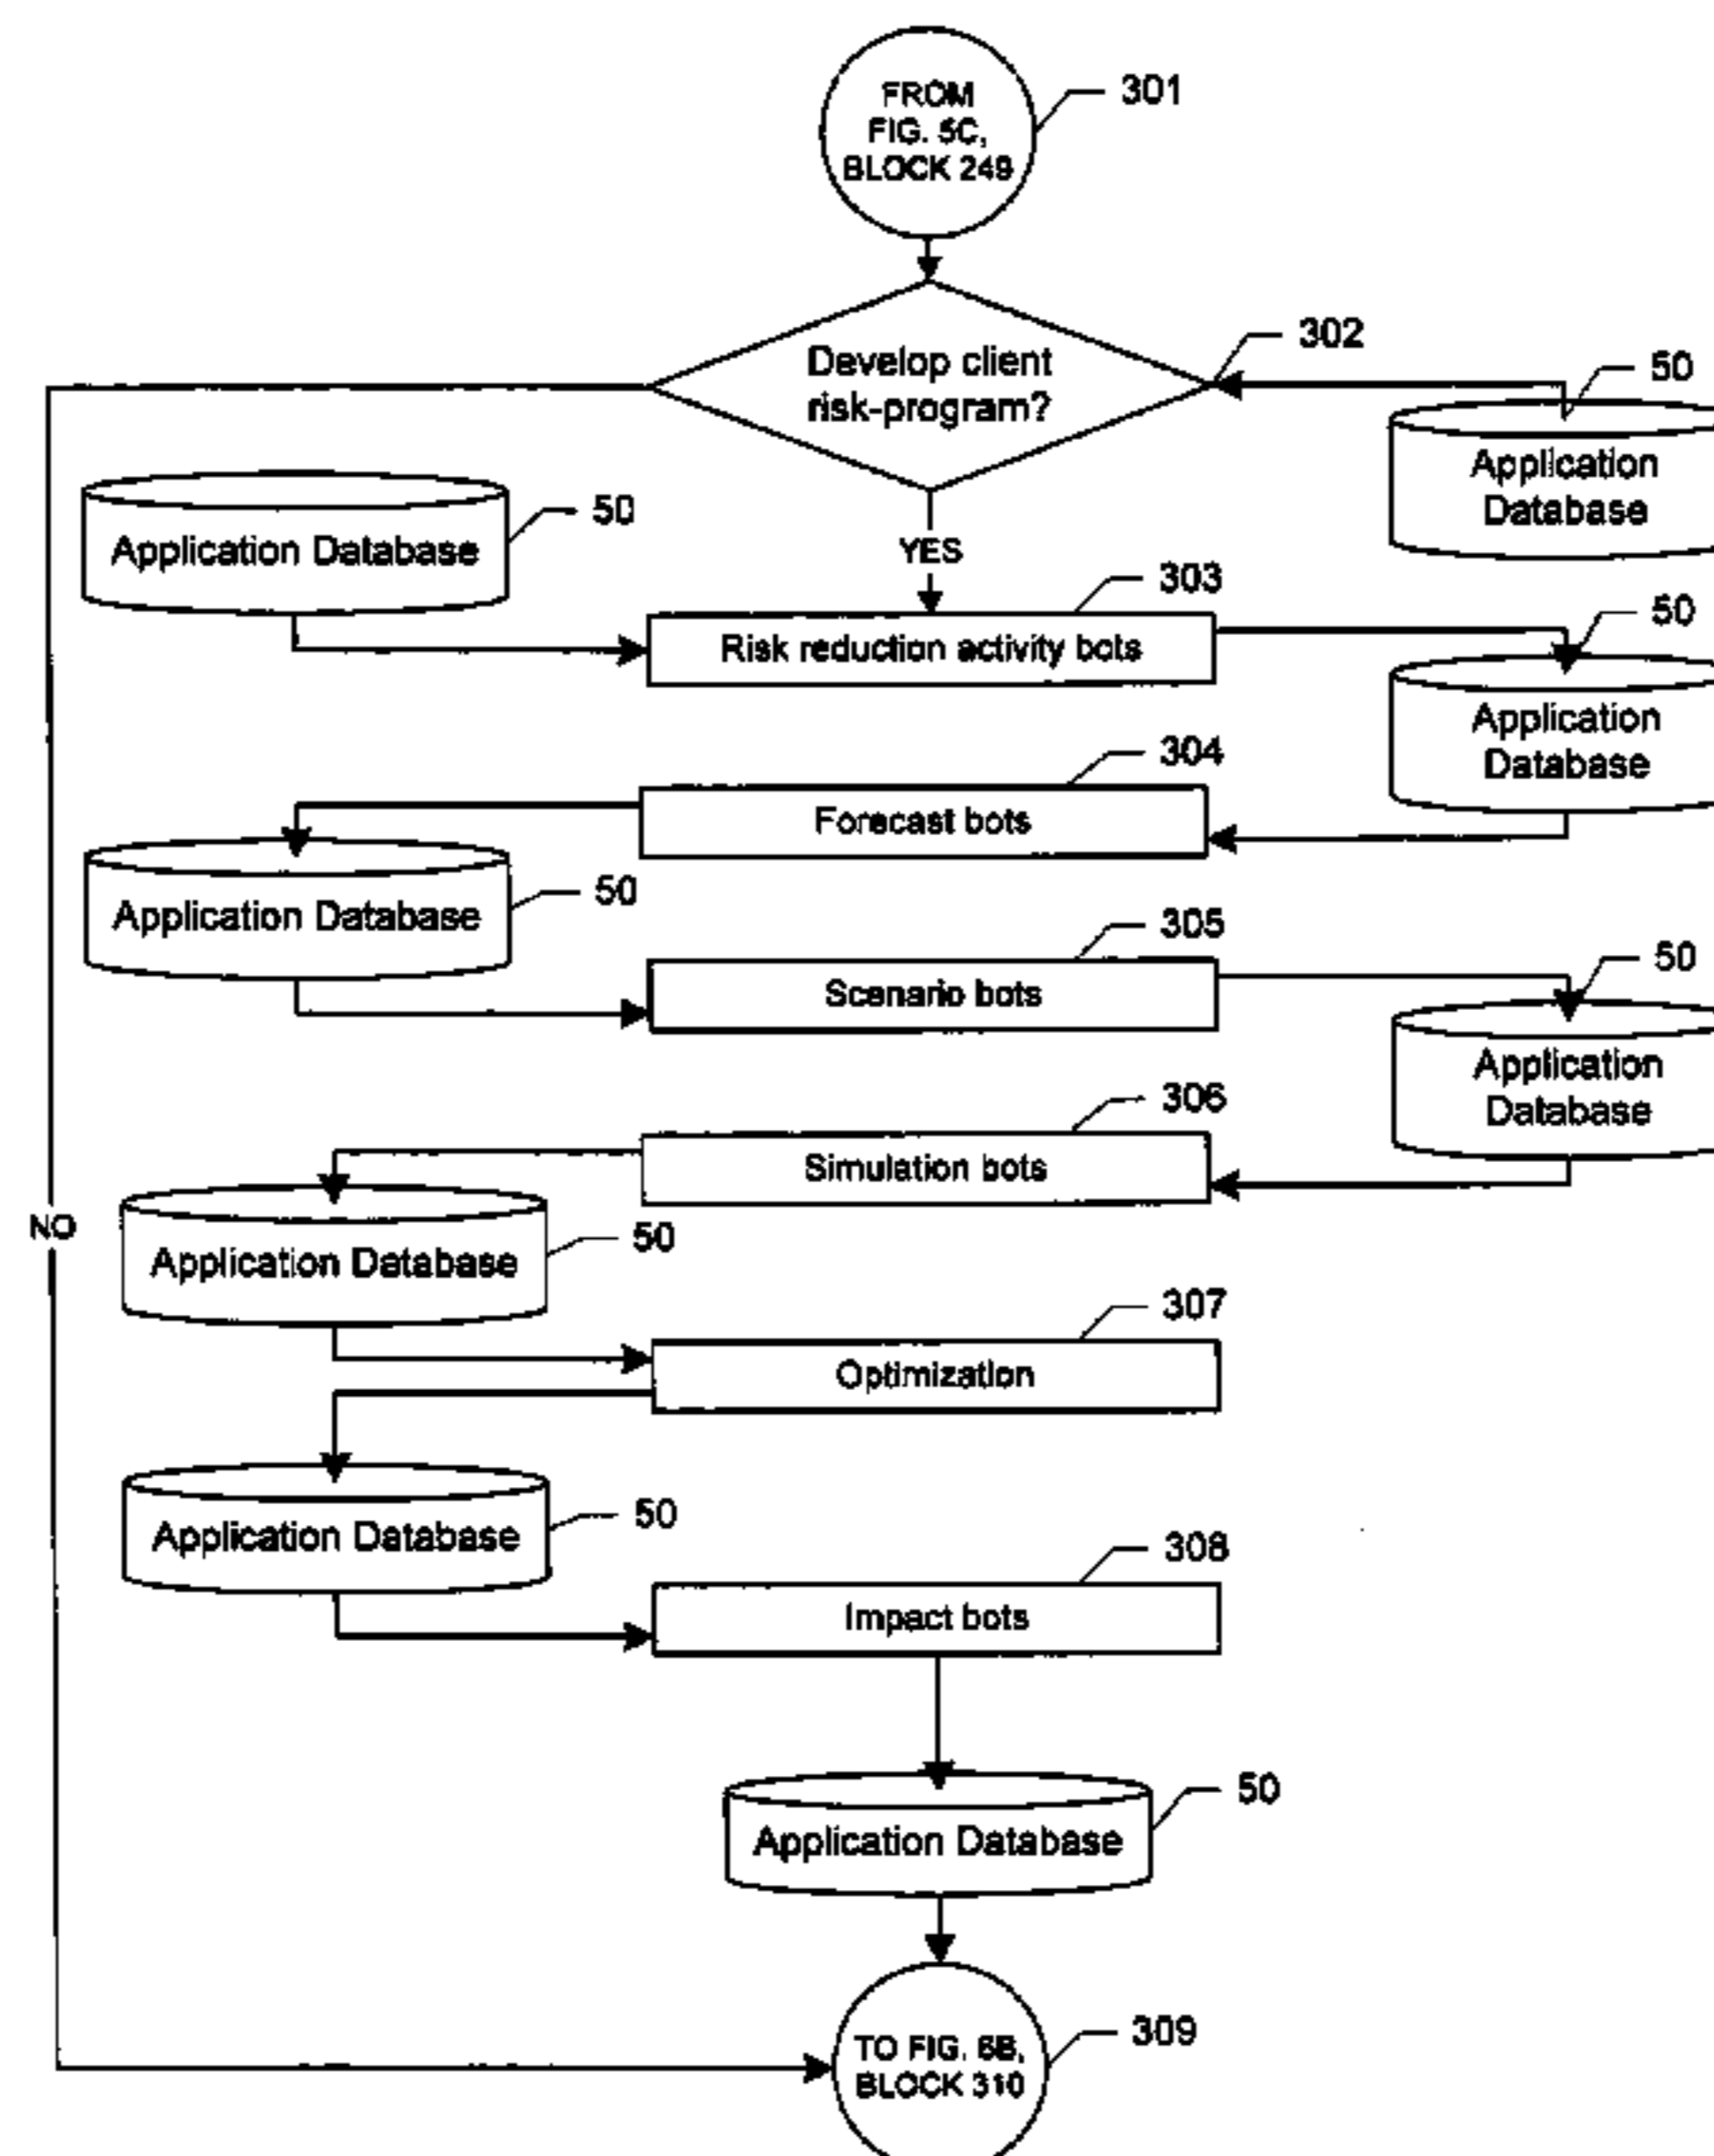 FROM
FIG. 5C,
BLOCK 249
301
Develop client
risk-program?
302
50
Application
Database
Application Database
50
YES
303
Risk reduction activity bots
50
Application
Database
304
Forecast bots
Application Database
50
305
Scenario bots
50
Application
Database
306
Simulation bots
NO
Application Database
50
307
Optimization
Application Database
50
308
Impact bots
50
Application Database
TO FIG. 6B,
BLOCK 310
309